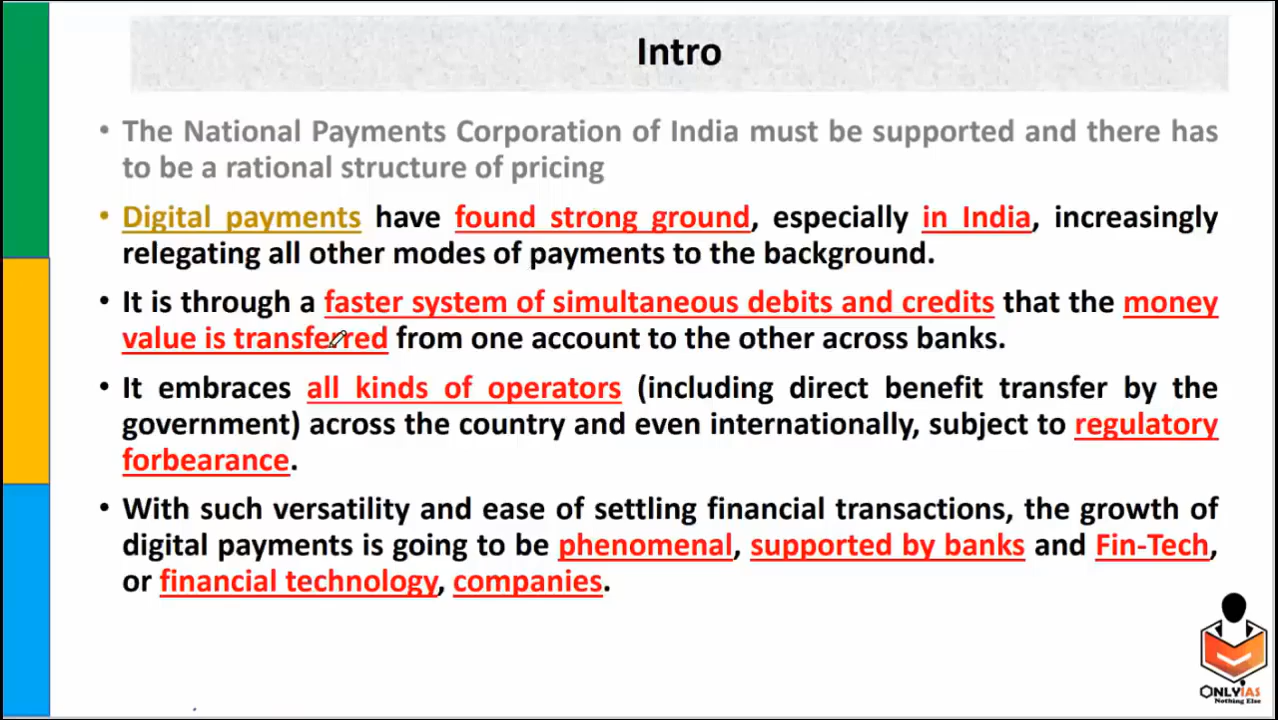 Intro
• The National Payments Corporation of India must be supported and there has
to be a rational structure of pricing
• Digital payments have found strong ground, especially in India, increasingly
relegating all other modes of payments to the background.
• It is through a faster system of simultaneous debits and credits that the money
value is transferred from one account to the other across banks.
• It embraces all kinds of operators (including direct benefit transfer by the
government) across the country and even internationally, subject to regulatory
forbearance.
• With such versatility and ease of settling financial transactions, the growth of
digital payments is going to be phenomenal, supported by banks and Fin-Tech,
or financial technology, companies.
ONLYIAS
Nothing Else